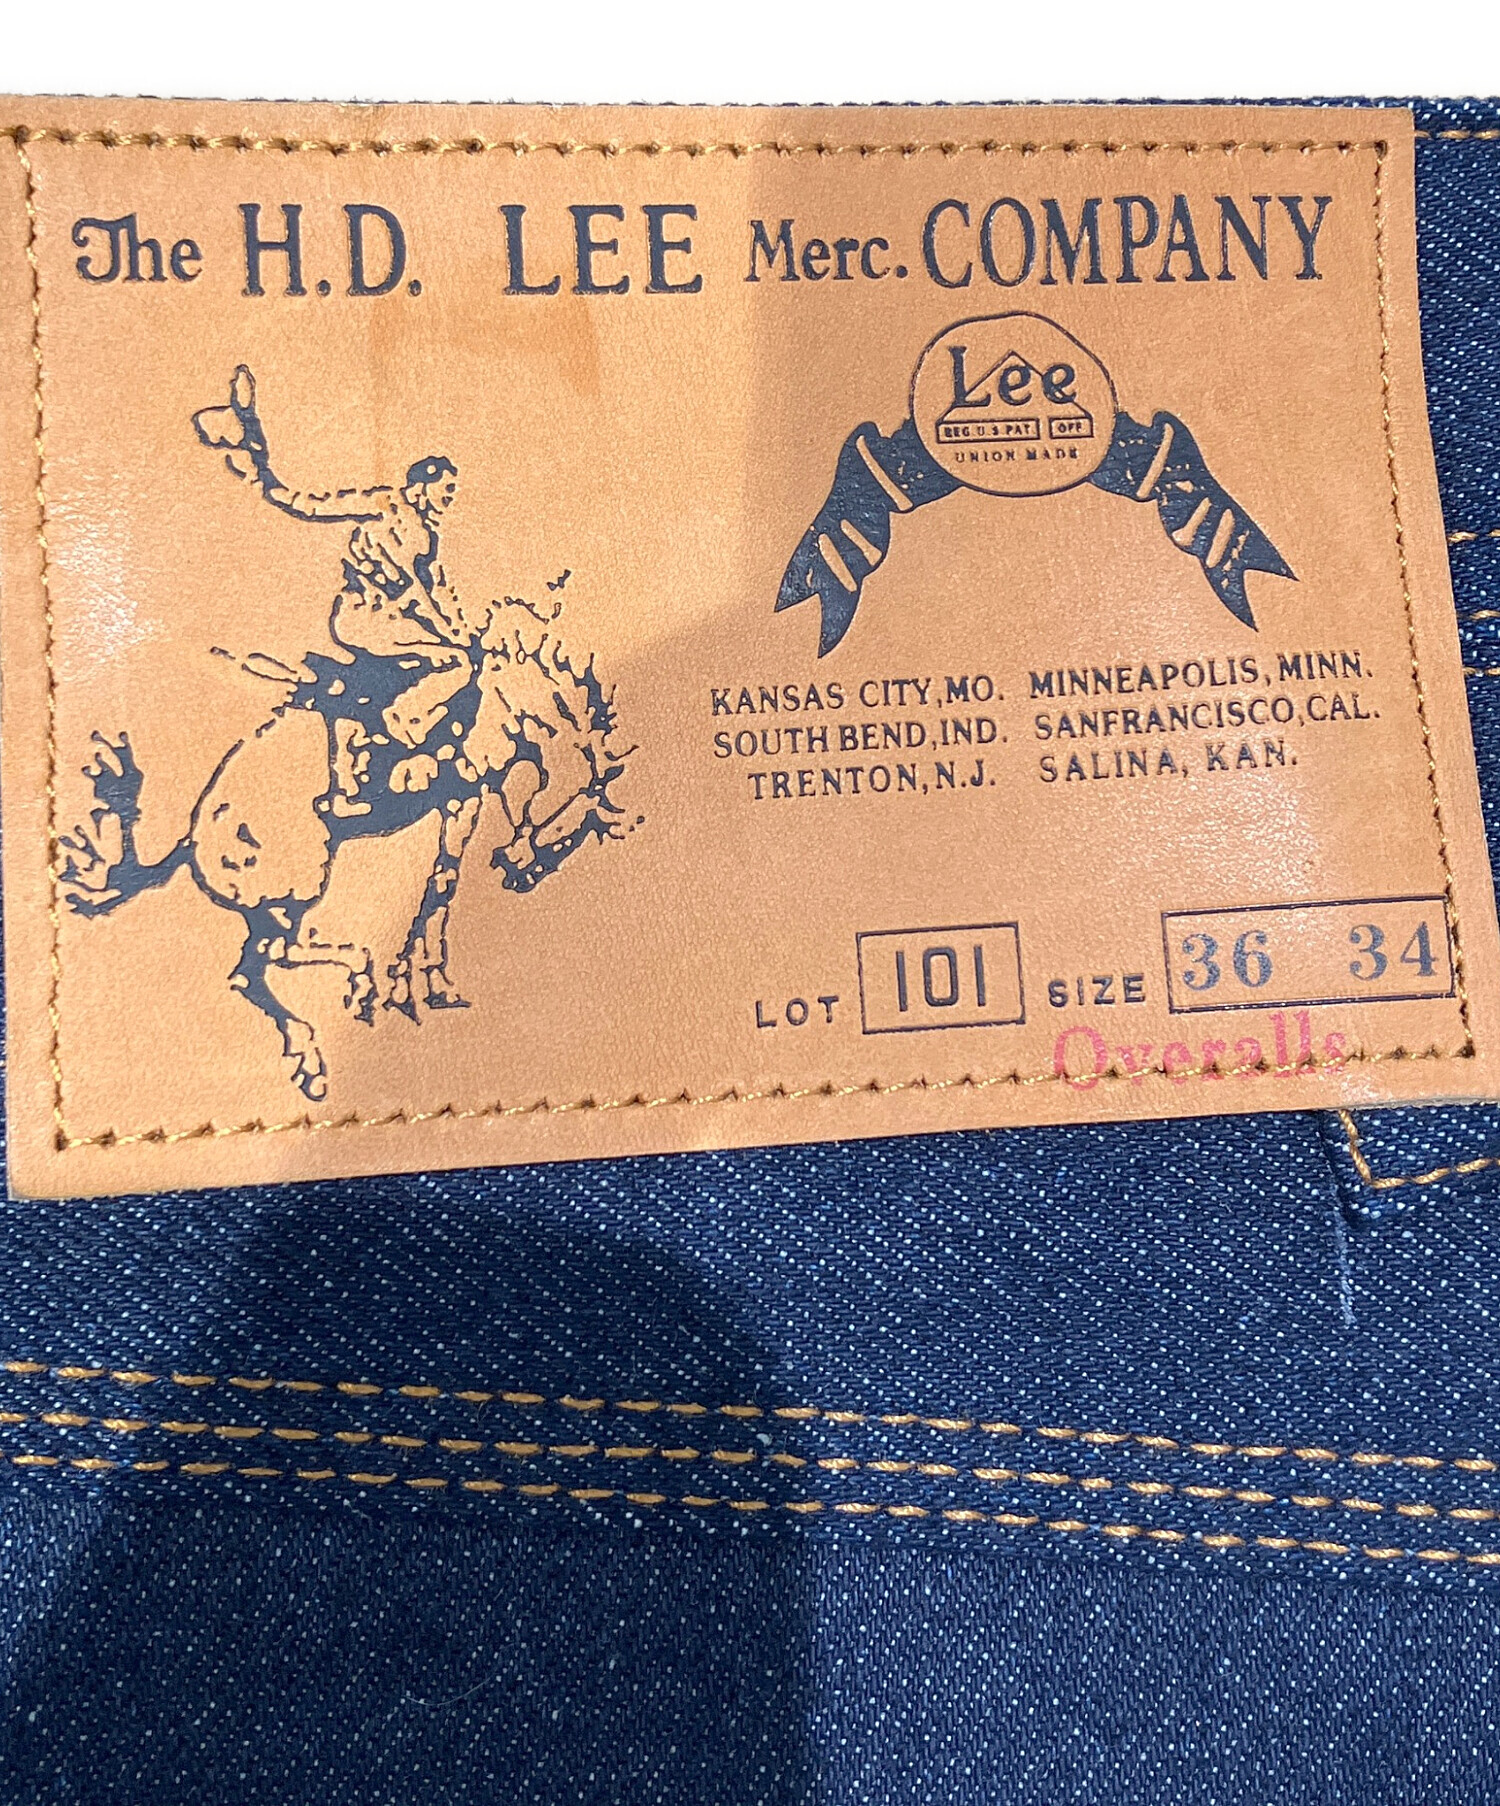 The H.D. LEE Merc. COMPANY
Lee
REG. U.S. PAT. OFF
UNION MADE
KANSAS CITY, MO. MINNEAPOLIS, MINN.
SOUTH BEND, IND. SANFRANCISCO, CAL.
TRENTON, N.J. SALINA, KAN.
LOT 101 SIZE 36 34
Overalls